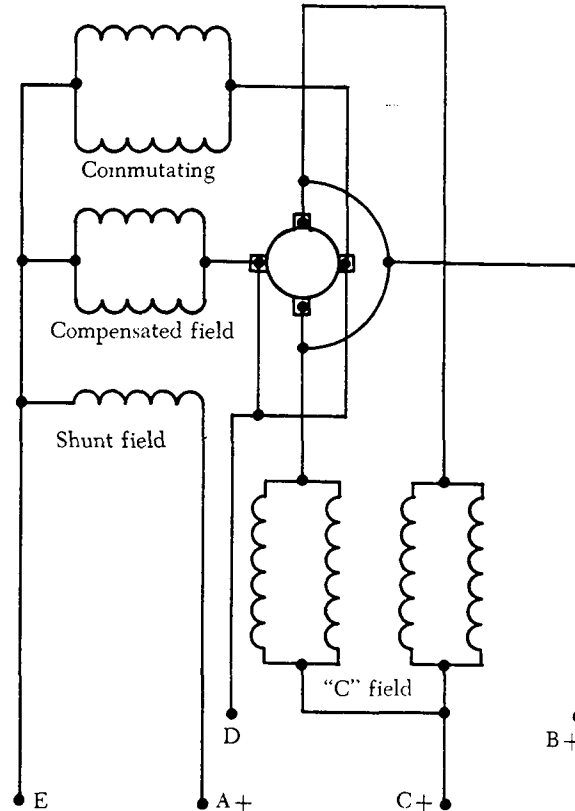 Commutating
Compensated field
Shunt field
"C" field
D
B+
E
A+
C+